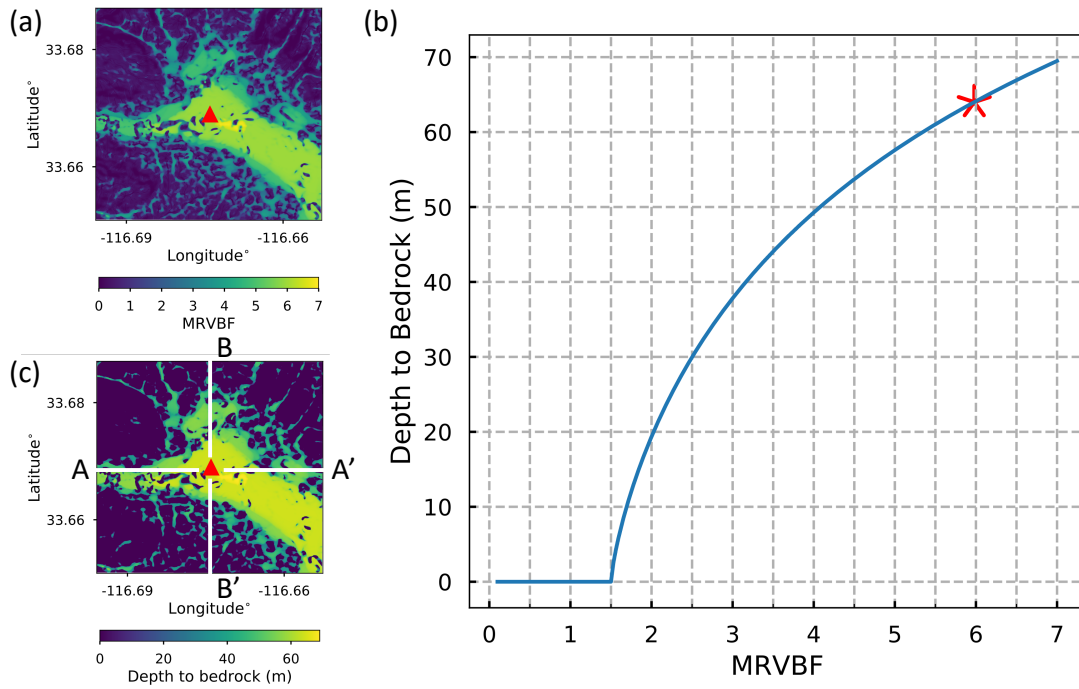 (a)
33.68
33.66
Latitude°
-116.69 -116.66
Longitude°
0 1 2 3 4 5 6 7
MRVBF
(b)
70
60
50
40
30
20
10
0
Depth to Bedrock (m)
0 1 2 3 4 5 6 7
MRVBF
(c)
B
33.68
A A’
33.66
Latitude°
B’
-116.69 -116.66
Longitude°
0 20 40 60
Depth to bedrock (m)